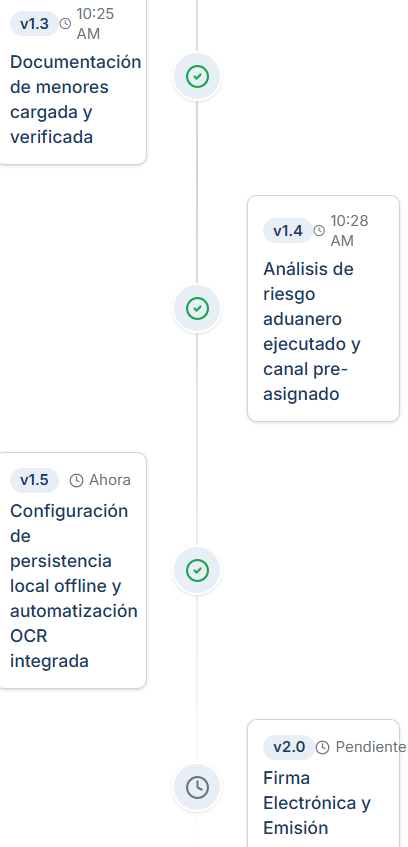 v1.3 10:25
AM
Documentación
de menores
cargada y
verificada
v1.4 10:28
AM
Análisis de
riesgo
aduanero
ejecutado y
canal pre-
asignado
v1.5 Ahora
Configuración
de
persistencia
local offline y
automatización
OCR
integrada
v2.0 Pendiente
Firma
Electrónica y
Emisión